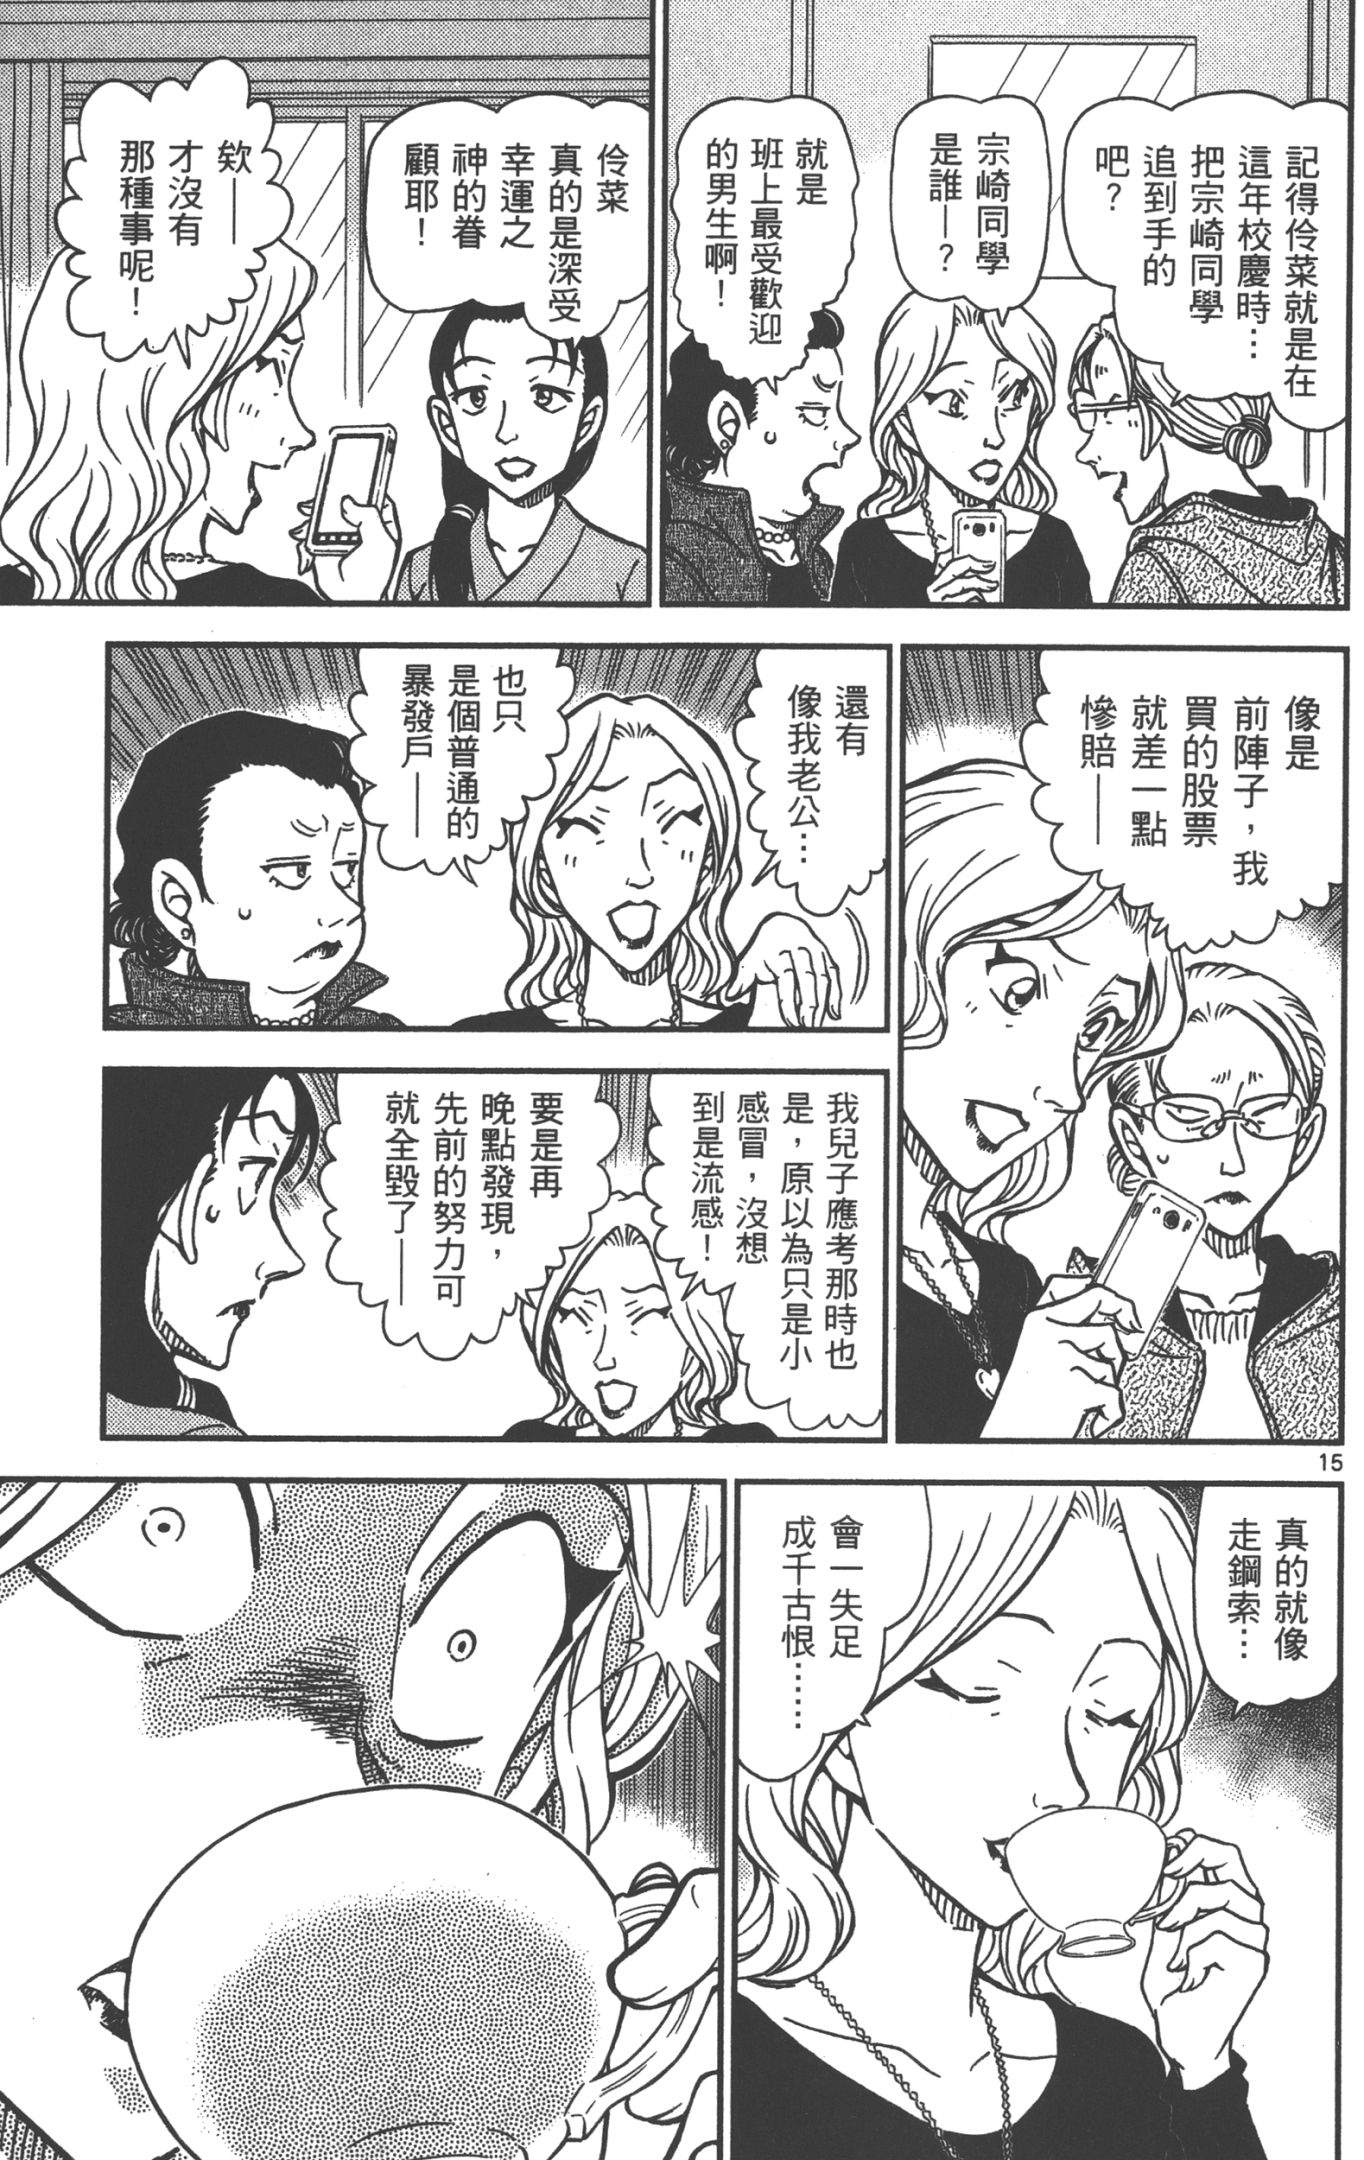 記得伶菜就是在
這年校慶時…
把宗崎同學
追到手的
吧？
宗崎同學
是誰—？
就是
班上最受歡迎
的男生啊！
伶菜
真的是深受
幸運之
神的眷
顧耶！
欸——
才沒有
那種事呢！
像是
前陣子，我
買的股票
就差一點
慘賠——
還有
像我老公…
也只
是個普通的
暴發戶——
我兒子應考那時也
是，原以為只是小
感冒，沒想
到是流感！
要是再
晚點發現，
先前的努力可
就全毀了——
15
真的就像
走鋼索…
會一失足
成千古恨……